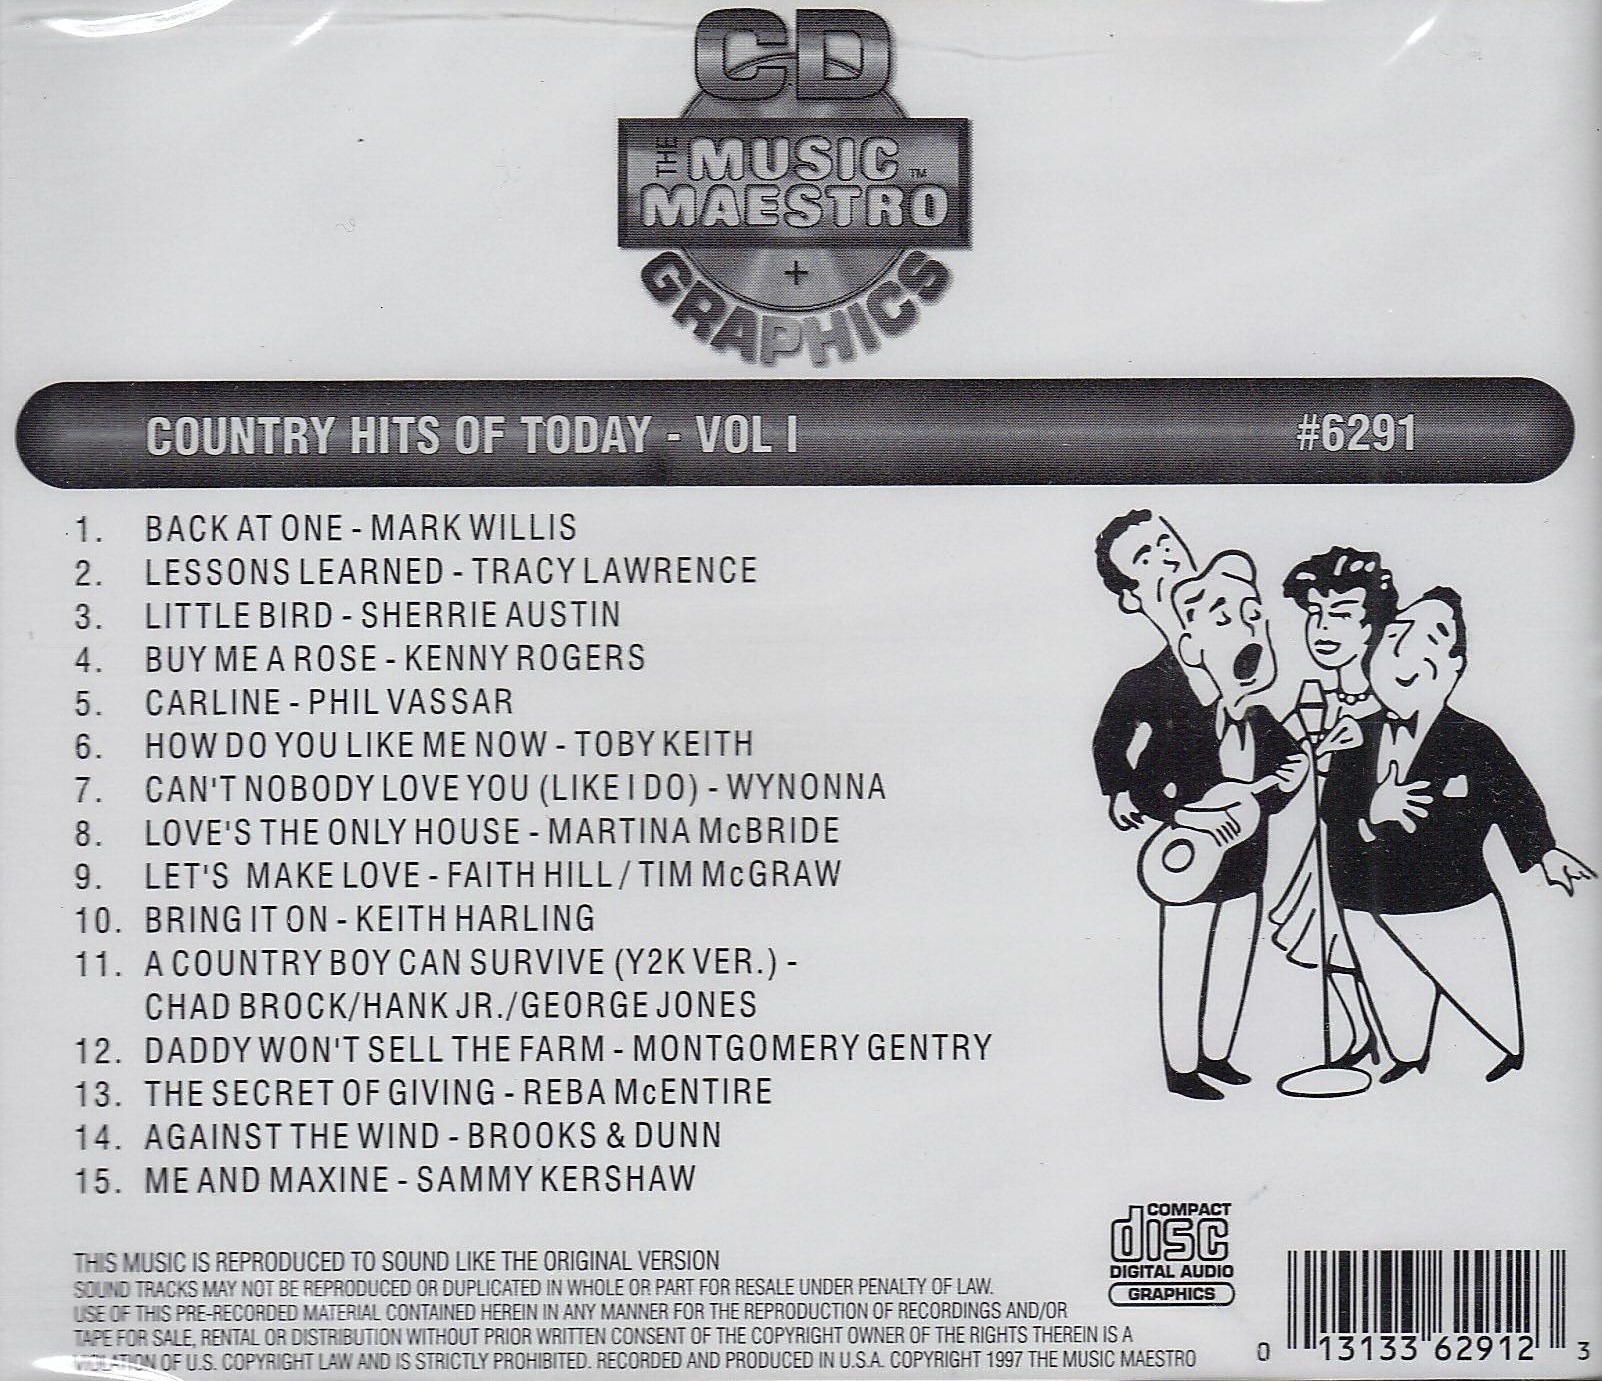 CD
THE MUSIC
MAESTRO ™
+
GRAPHICS
COUNTRY HITS OF TODAY - VOL I #6291
1. BACK AT ONE - MARK WILLIS
2. LESSONS LEARNED - TRACY LAWRENCE
3. LITTLE BIRD - SHERRIE AUSTIN
4. BUY ME A ROSE - KENNY ROGERS
5. CARLINE - PHIL VASSAR
6. HOW DO YOU LIKE ME NOW - TOBY KEITH
7. CAN'T NOBODY LOVE YOU (LIKE I DO) - WYNONNA
8. LOVE'S THE ONLY HOUSE - MARTINA McBRIDE
9. LET'S MAKE LOVE - FAITH HILL / TIM McGRAW
10. BRING IT ON - KEITH HARLING
11. A COUNTRY BOY CAN SURVIVE (Y2K VER.) -
CHAD BROCK/HANK JR./GEORGE JONES
12. DADDY WON'T SELL THE FARM - MONTGOMERY GENTRY
13. THE SECRET OF GIVING - REBA McENTIRE
14. AGAINST THE WIND - BROOKS & DUNN
15. ME AND MAXINE - SAMMY KERSHAW
THIS MUSIC IS REPRODUCED TO SOUND LIKE THE ORIGINAL VERSION
SOUND TRACKS MAY NOT BE REPRODUCED OR DUPLICATED IN WHOLE OR PART FOR RESALE UNDER PENALTY OF LAW.
USE OF THIS PRE-RECORDED MATERIAL CONTAINED HEREIN IN ANY MANNER FOR THE REPRODUCTION OF RECORDINGS AND/OR
TAPE FOR SALE, RENTAL OR DISTRIBUTION WITHOUT PRIOR WRITTEN CONSENT OF THE COPYRIGHT OWNER OF THE RIGHTS THEREIN IS A
VIOLATION OF U.S. COPYRIGHT LAW AND IS STRICTLY PROHIBITED. RECORDED AND PRODUCED IN U.S.A. COPYRIGHT 1997 THE MUSIC MAESTRO
COMPACT
disc
DIGITAL AUDIO
GRAPHICS
0 13133 62912 3